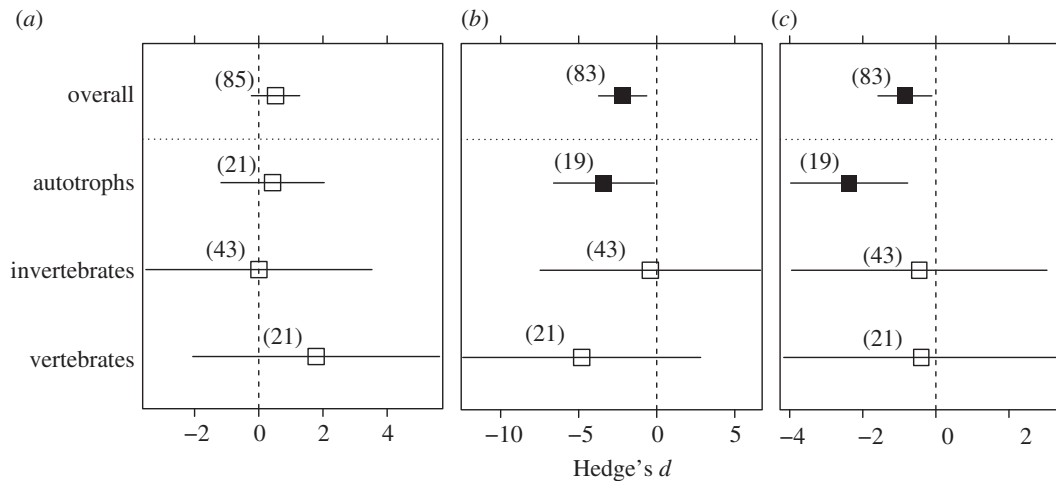 (a) (b) (c)
overall (85) (83) (83)
autotrophs (21) (19) (19)
invertebrates (43) (43) (43)
vertebrates (21) (21) (21)
−2 0 2 4 −10 −5 0 5 −4 −2 0 2
Hedge's d